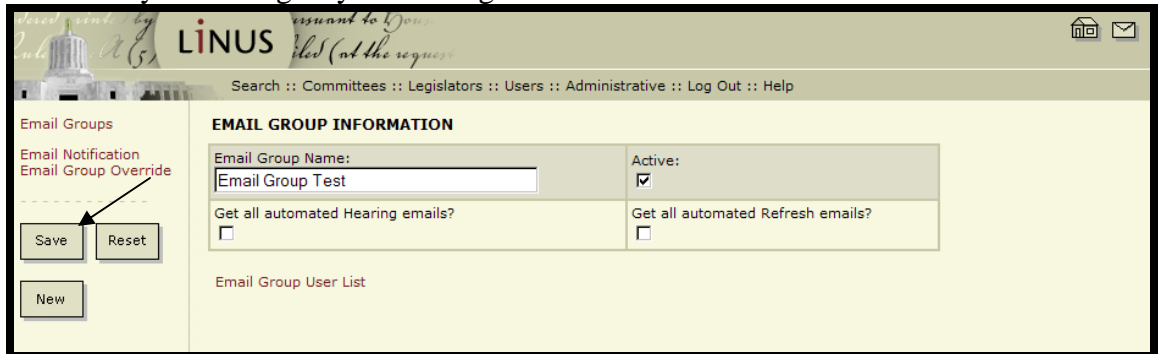 LINUS
Search :: Committees :: Legislators :: Users :: Administrative :: Log Out :: Help
Email Groups
Email Notification
Email Group Override
Save
Reset
New
EMAIL GROUP INFORMATION
Email Group Name:
Email Group Test
Active:
Get all automated Hearing emails?
Get all automated Refresh emails?
Email Group User List